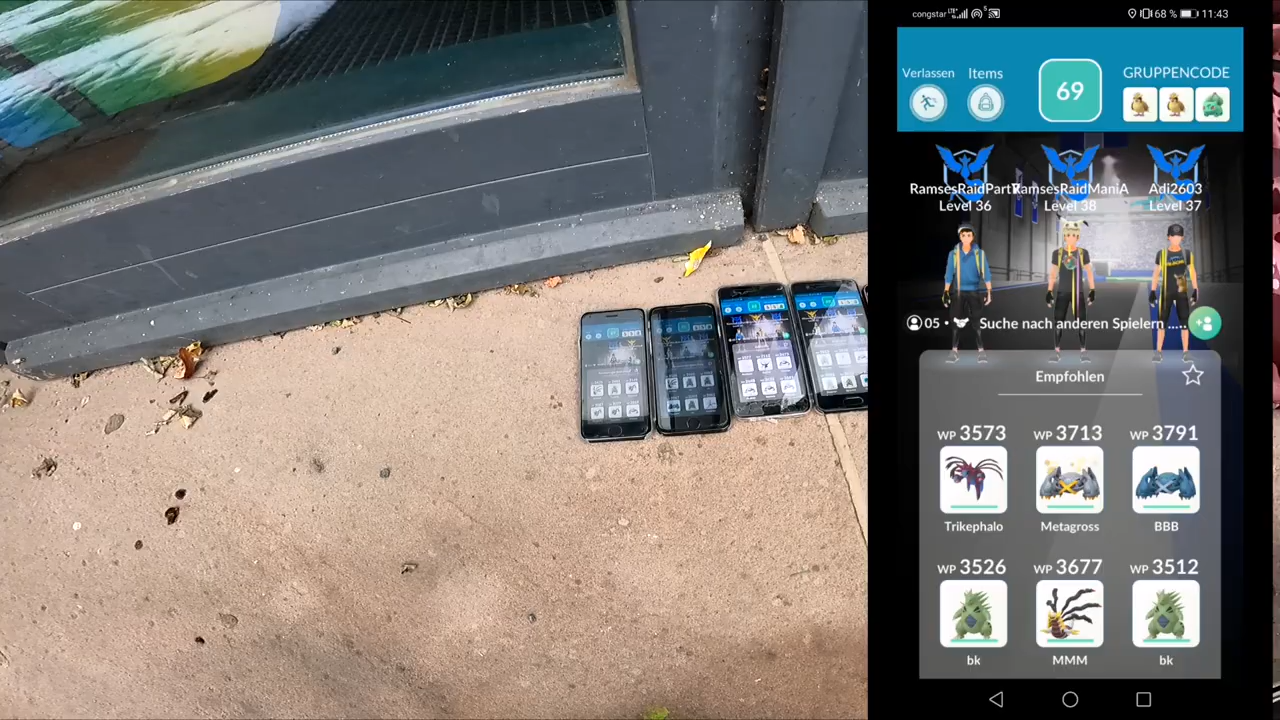 congstar 68 % 11:43
Verlassen Items 69 GRUPPENCODE
RamsesRaidPart RamsesRaidManiA Adi2603
Level 36 Level 38 Level 37
05 • Suche nach anderen Spielern .....
Empfohlen
WP 3573 WP 3713 WP 3791
Trikephalo Metagross BBB
WP 3526 WP 3677 WP 3512
bk MMM bk